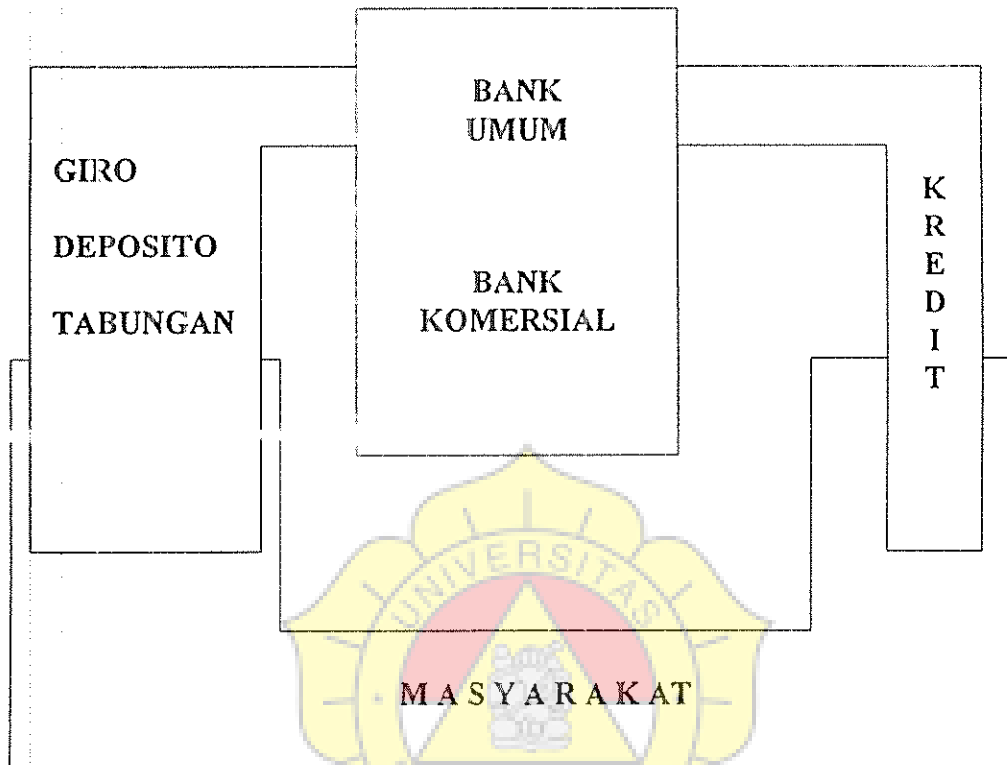 BANK
UMUM
GIRO
DEPOSITO
TABUNGAN
BANK
KOMERSIAL
K
R
E
D
I
T
UNIVERSITAS
MASYARAKAT